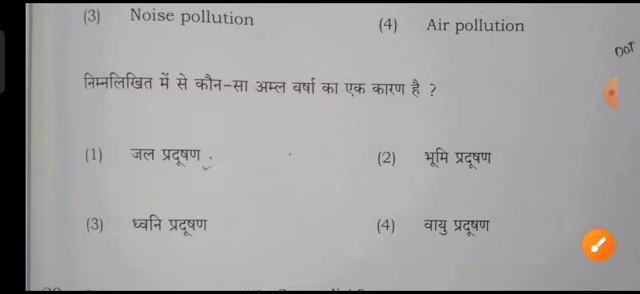 (3) Noise pollution (4) Air pollution
DOT
निम्नलिखित में से कौन-सा अम्ल वर्षा का एक कारण है ?
(1) जल प्रदूषण (2) भूमि प्रदूषण
(3) ध्वनि प्रदूषण (4) वायु प्रदूषण